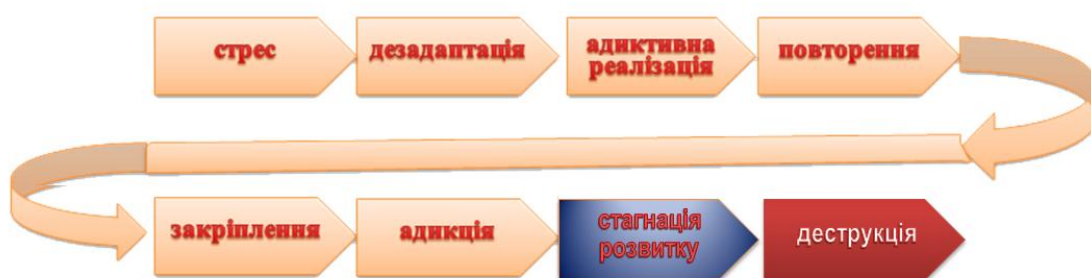 стрес
дезадаптація
адиктивна
реалізація
повторення
закріплення
адикція
стагнація
розвитку
деструкція